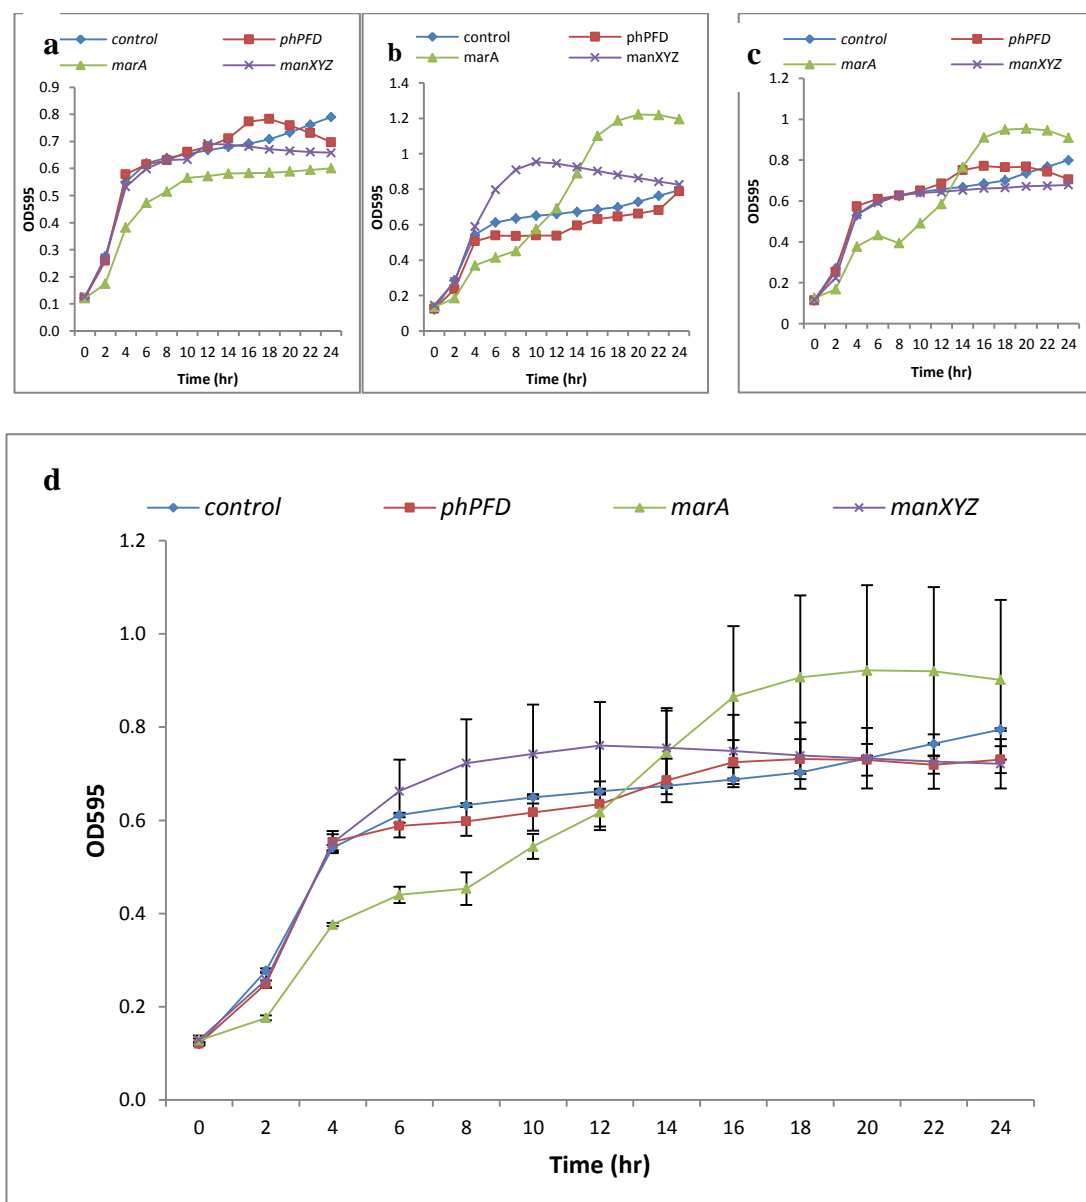 a
control
phPFD
marA
manXYZ
0.9
0.8
0.7
0.6
0.5
0.4
0.3
0.2
0.1
0.0
OD595
0 2 4 6 8 10 12 14 16 18 20 22 24
Time (hr)
b
control
phPFD
marA
manXYZ
1.4
1.2
1
0.8
0.6
0.4
0.2
0
OD595
0 2 4 6 8 10 12 14 16 18 20 22 24
Time (hr)
c
control
phPFD
marA
manXYZ
1.2
1
0.8
0.6
0.4
0.2
0
OD595
0 2 4 6 8 10 12 14 16 18 20 22 24
Time (hr)
d
control phPFD marA manXYZ
1.2
1.0
0.8
0.6
0.4
0.2
0.0
OD595
0 2 4 6 8 10 12 14 16 18 20 22 24
Time (hr)